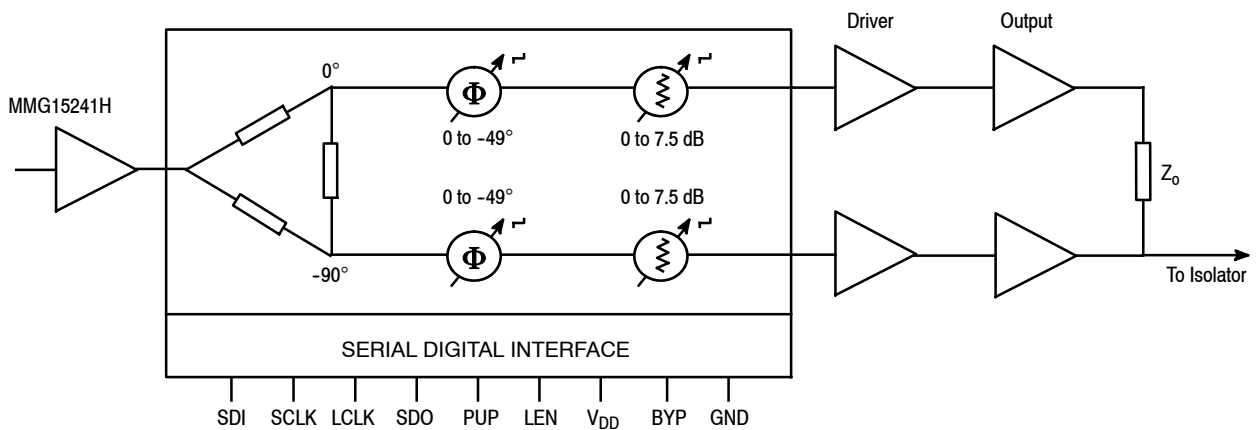 Driver
Output
MMG15241H
0°
Φ
0 to -49°
0 to 7.5 dB
Zo
0 to -49°
0 to 7.5 dB
Φ
-90°
To Isolator
SERIAL DIGITAL INTERFACE
SDI SCLK LCLK SDO PUP LEN VDD BYP GND